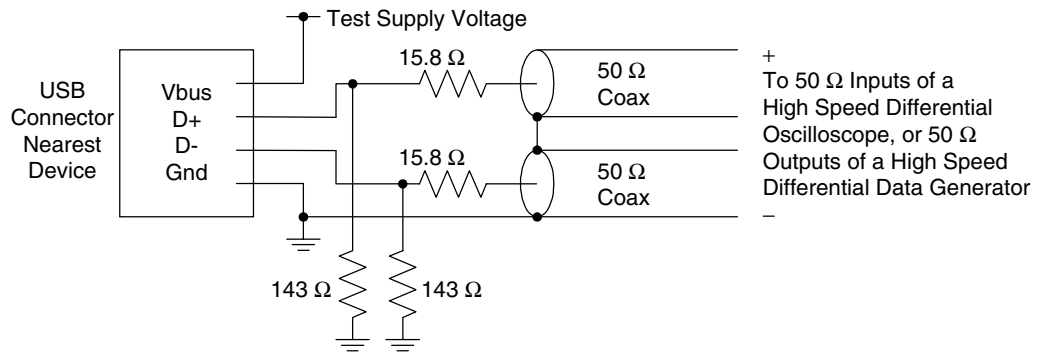 Test Supply Voltage
USB
Connector
Nearest
Device
Vbus
D+
D-
Gnd
15.8 Ω
50 Ω
Coax
15.8 Ω
50 Ω
Coax
+
To 50 Ω Inputs of a
High Speed Differential
Oscilloscope, or 50 Ω
Outputs of a High Speed
Differential Data Generator
−
143 Ω
143 Ω